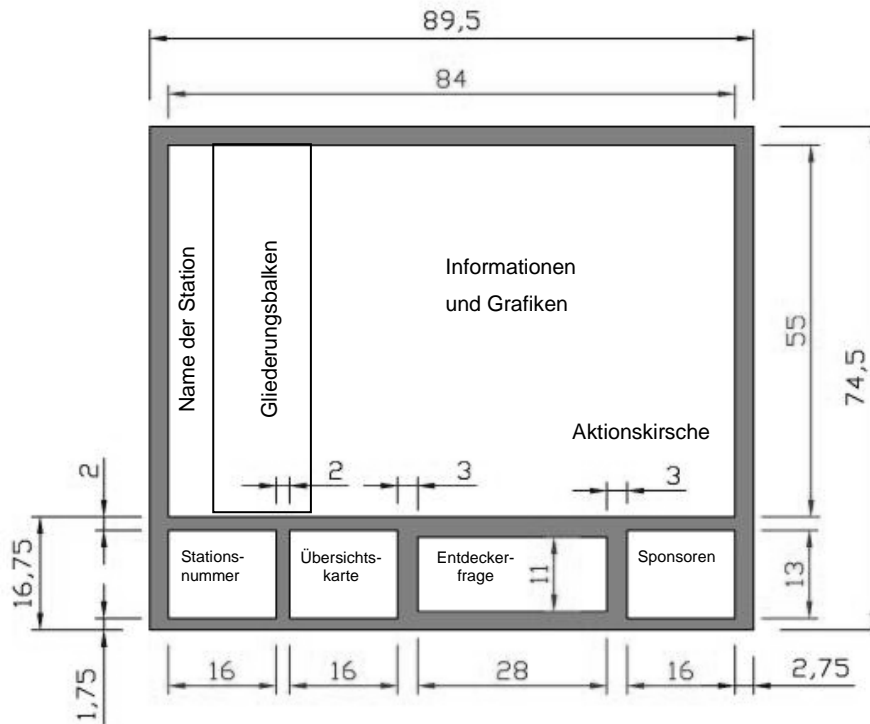 89,5
84
Name der Station
Gliederungsbalken
Informationen
und Grafiken
55
74,5
Aktionskirsche
2
2
3
3
16,75
Stations-
nummer
Übersichts-
karte
Entdecker-
frage
11
Sponsoren
13
1,75
16
16
28
16
2,75